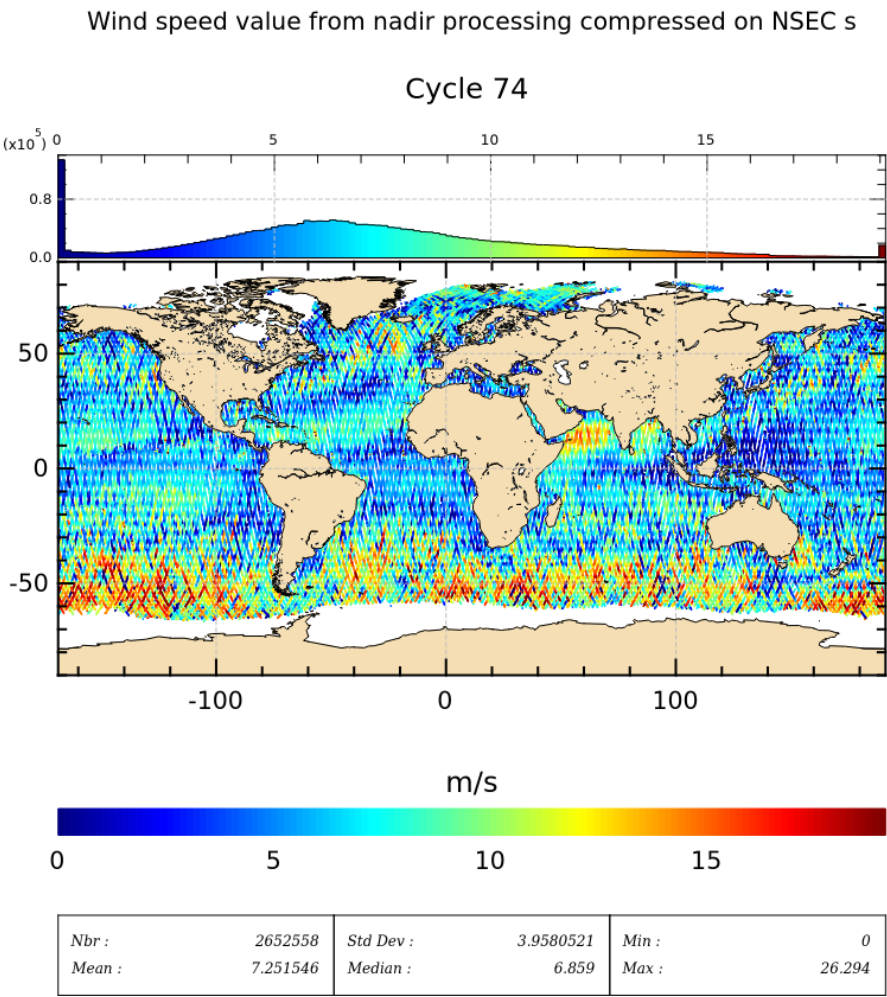 Wind speed value from nadir processing compressed on NSEC s
Cycle 74
(x10^5) 0 5 10 15
0.8
0.0
50
0
-50
-100 0 100
m/s
0 5 10 15
Nbr : 2652558 Std Dev : 3.9580521 Min : 0
Mean : 7.251546 Median : 6.859 Max : 26.294